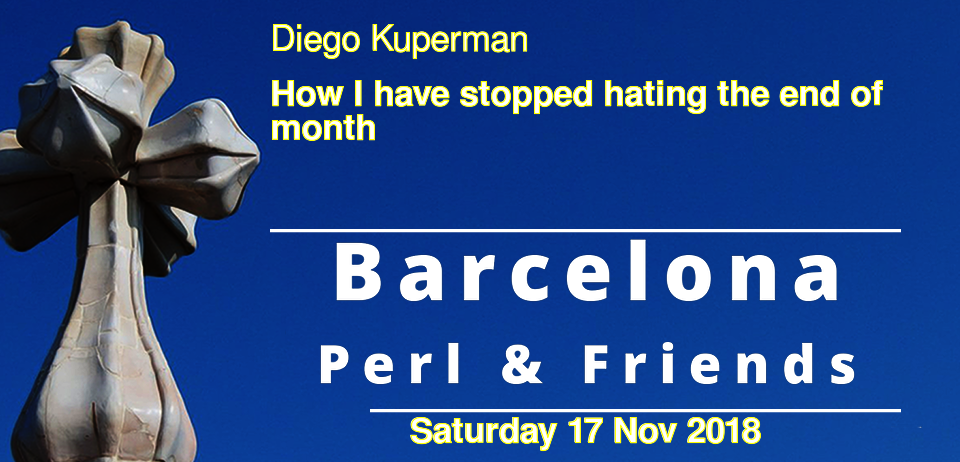 Diego Kuperman
How I have stopped hating the end of
month
Barcelona
Perl & Friends
Saturday 17 Nov 2018